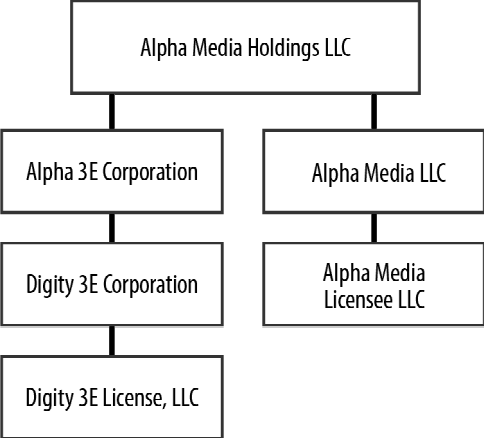 Alpha Media Holdings LLC
Alpha 3E Corporation
Alpha Media LLC
Digity 3E Corporation
Alpha Media
Licensee LLC
Digity 3E License, LLC